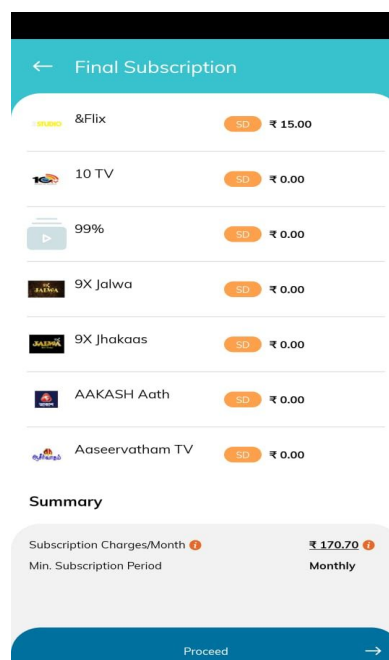 ← Final Subscription
&Flix SD ₹ 15.00
10 TV SD ₹ 0.00
99% SD ₹ 0.00
9X Jalwa SD ₹ 0.00
JALWA
9X Jhakaas SD ₹ 0.00
JALWA
AAKASH Aath SD ₹ 0.00
Aaseervatham TV SD ₹ 0.00
Summary
Subscription Charges/Month ₹ 170.70
Min. Subscription Period Monthly
Proceed →